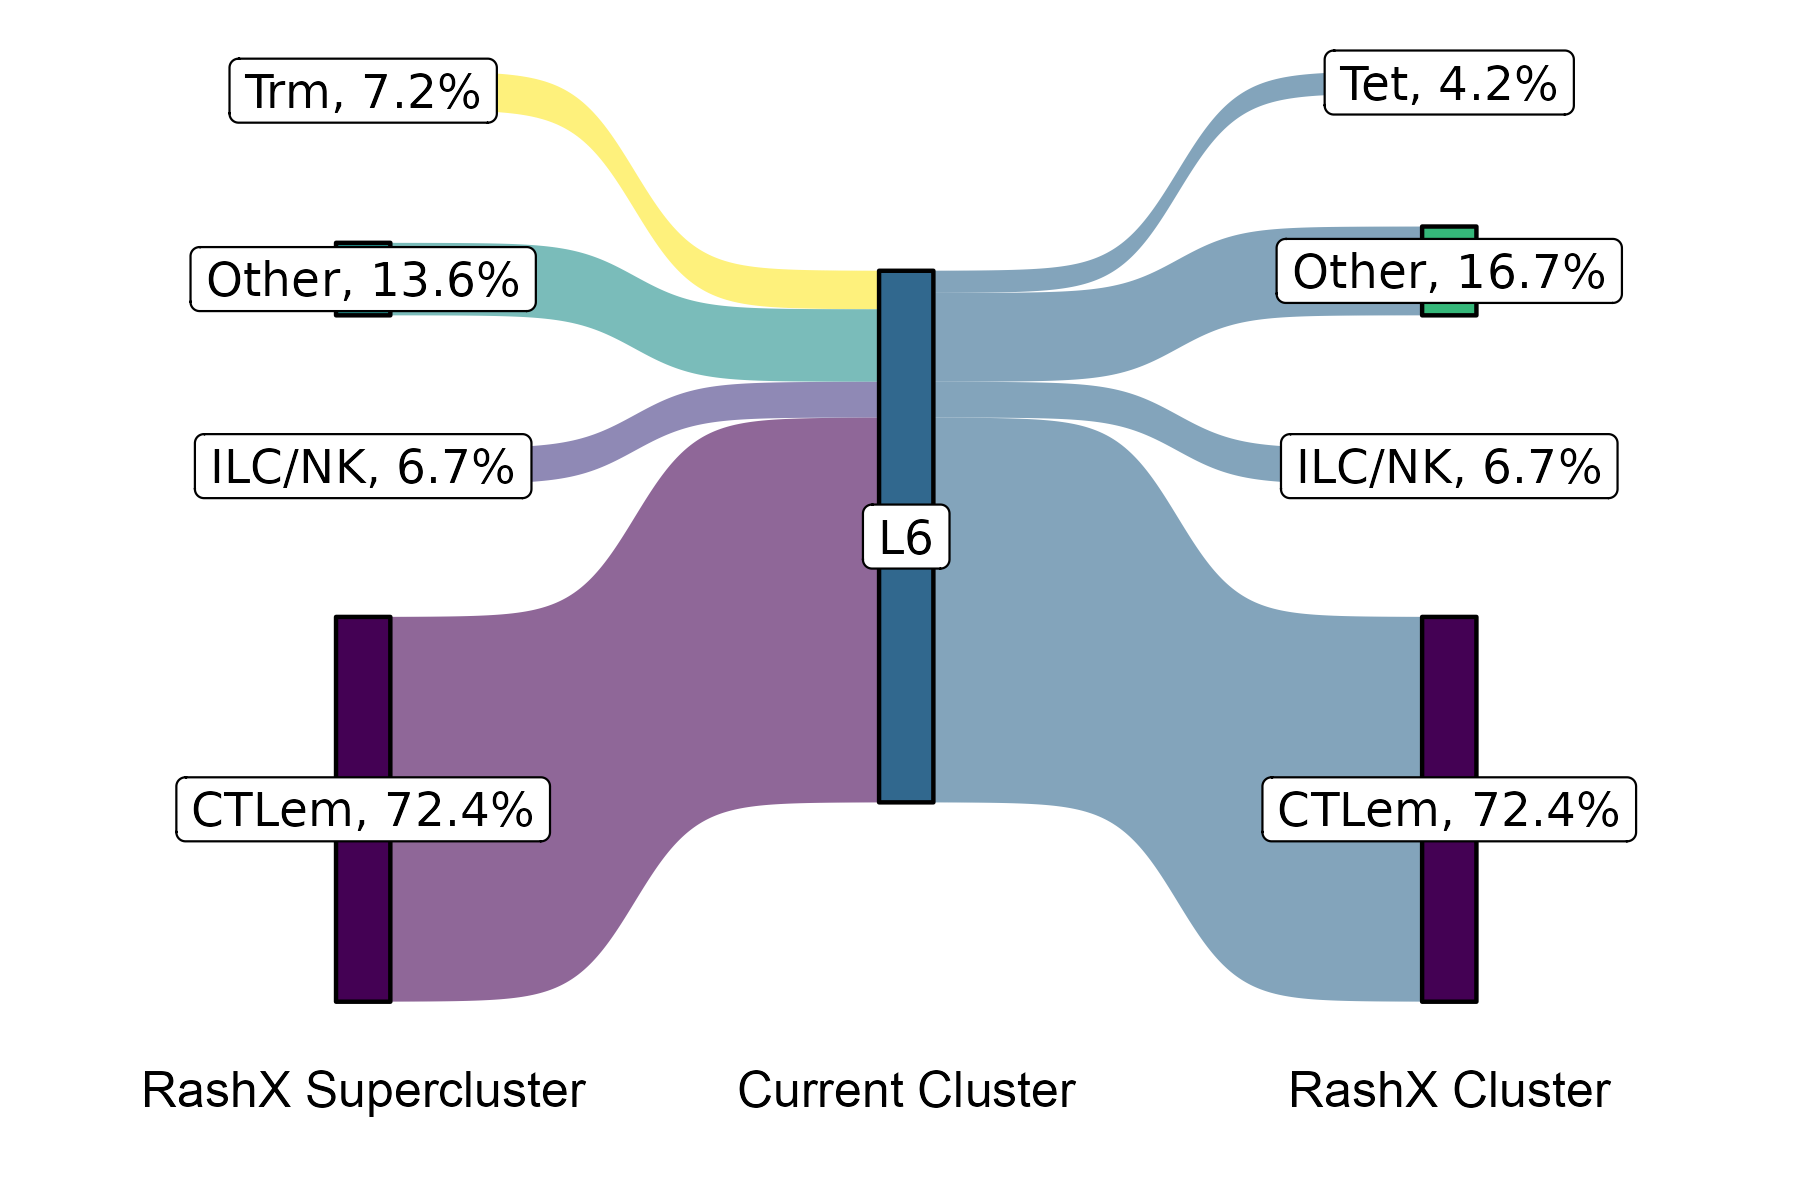 Trm, 7.2%
Other, 13.6%
ILC/NK, 6.7%
CTLem, 72.4%
L6
Tet, 4.2%
Other, 16.7%
ILC/NK, 6.7%
CTLem, 72.4%
RashX Supercluster
Current Cluster
RashX Cluster